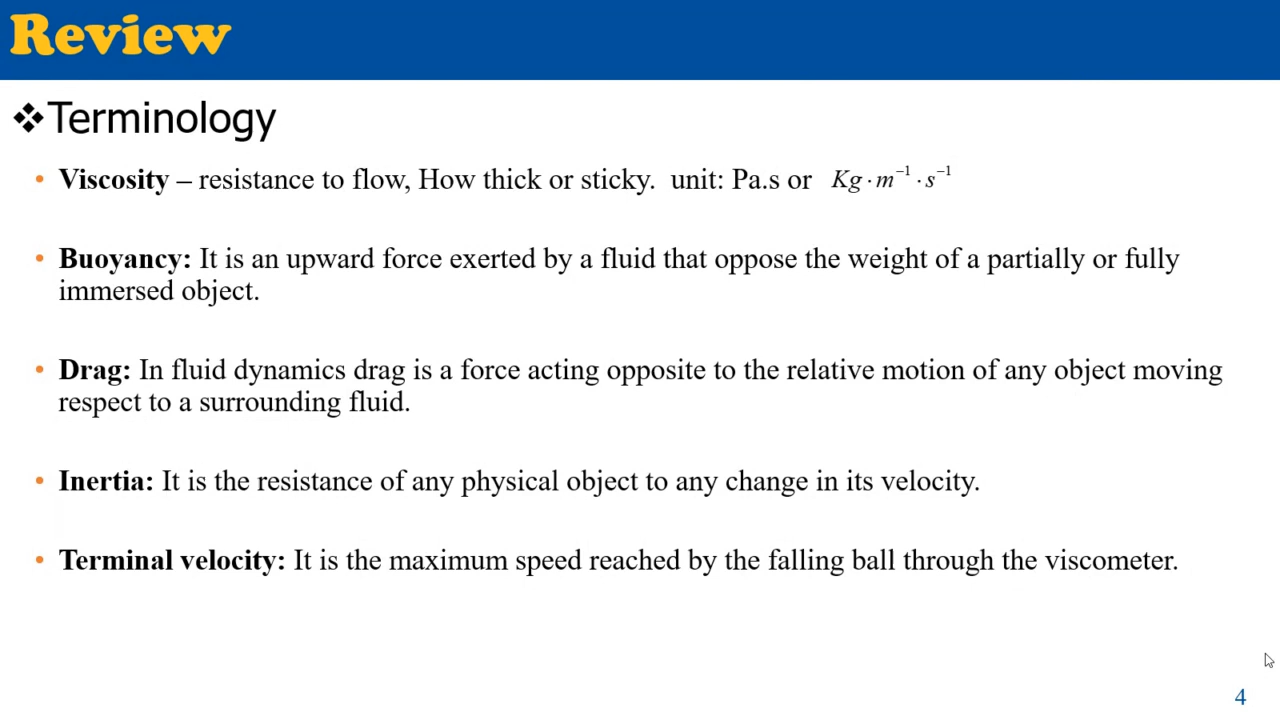 Review
❖Terminology
• Viscosity – resistance to flow, How thick or sticky. unit: Pa.s or Kg·m⁻¹·s⁻¹
• Buoyancy: It is an upward force exerted by a fluid that oppose the weight of a partially or fully
immersed object.
• Drag: In fluid dynamics drag is a force acting opposite to the relative motion of any object moving
respect to a surrounding fluid.
• Inertia: It is the resistance of any physical object to any change in its velocity.
• Terminal velocity: It is the maximum speed reached by the falling ball through the viscometer.
4